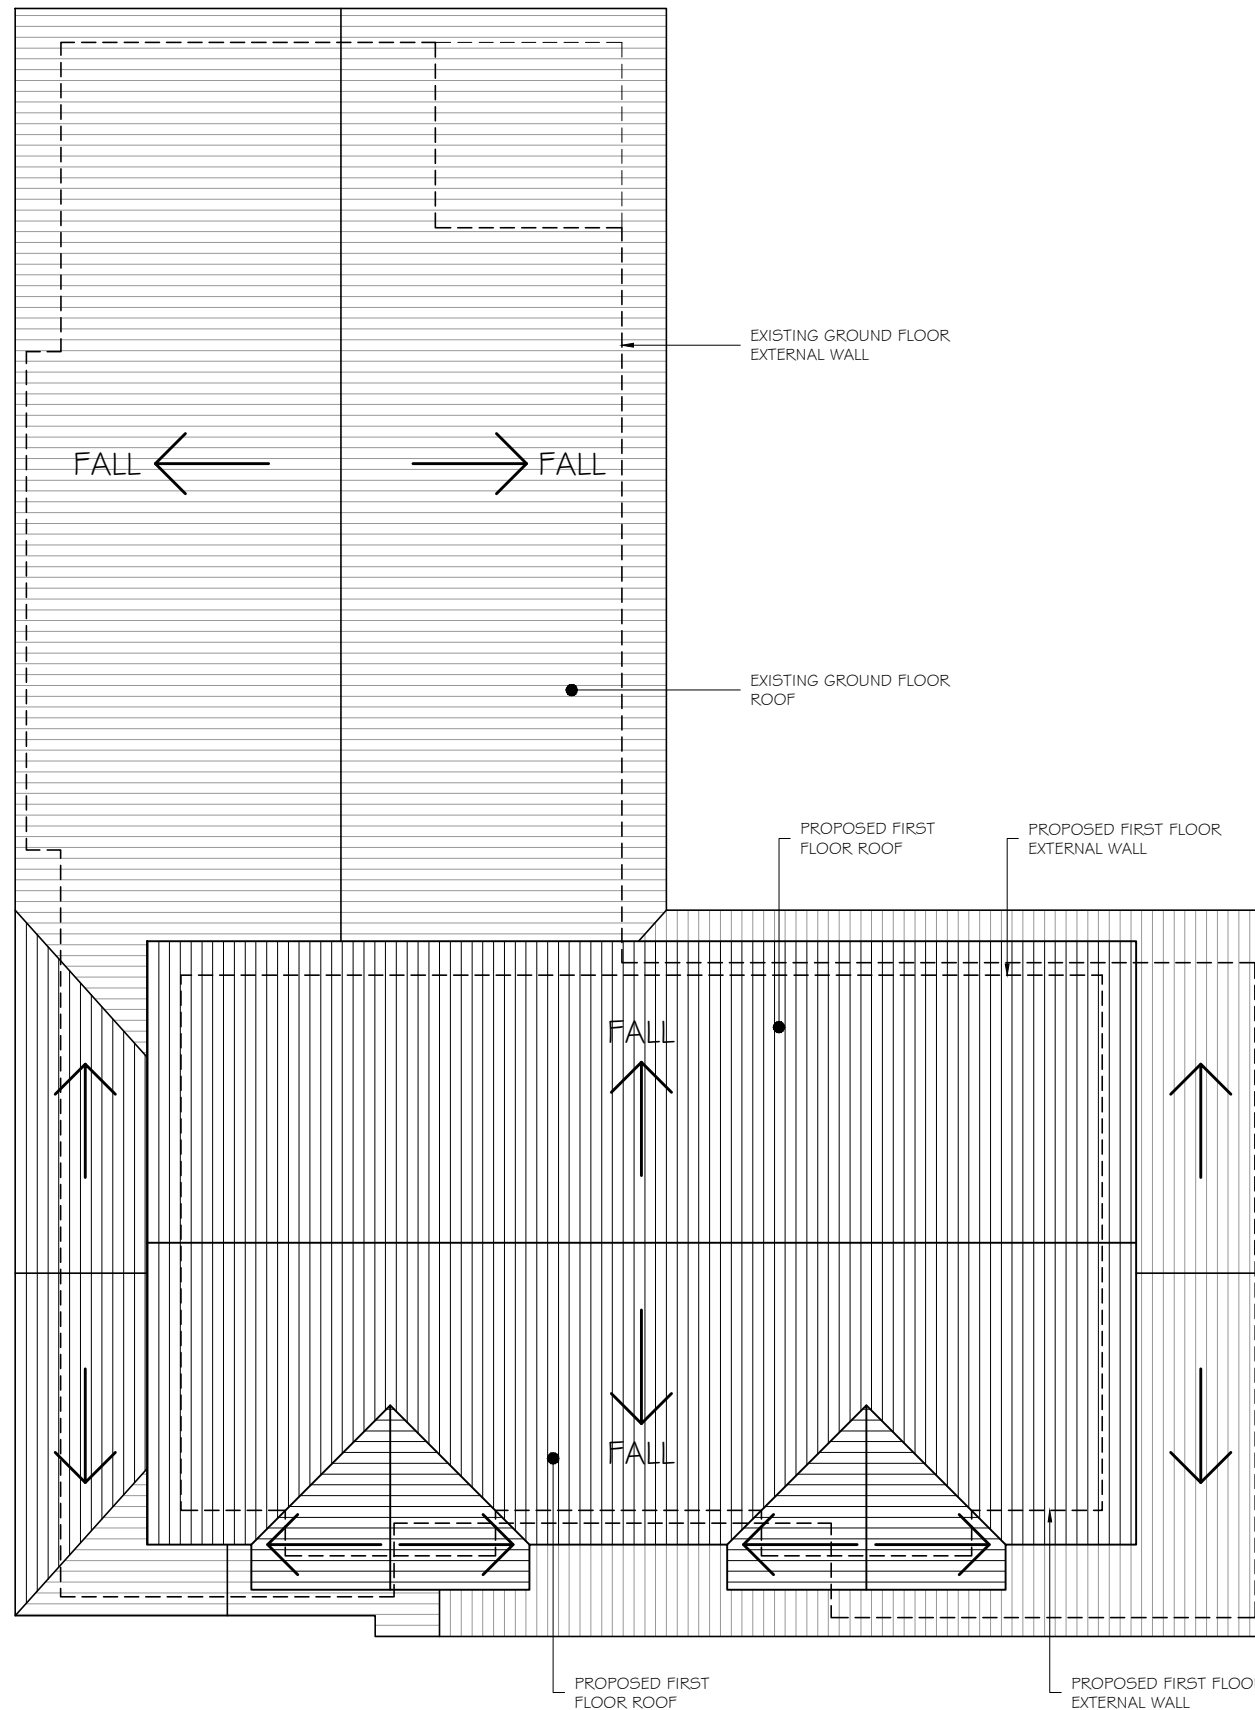 EXISTING GROUND FLOOR
EXTERNAL WALL
FALL
FALL
EXISTING GROUND FLOOR
ROOF
PROPOSED FIRST
FLOOR ROOF
PROPOSED FIRST FLOOR
EXTERNAL WALL
FALL
FALL
PROPOSED FIRST
FLOOR ROOF
PROPOSED FIRST FLOO
EXTERNAL WALL